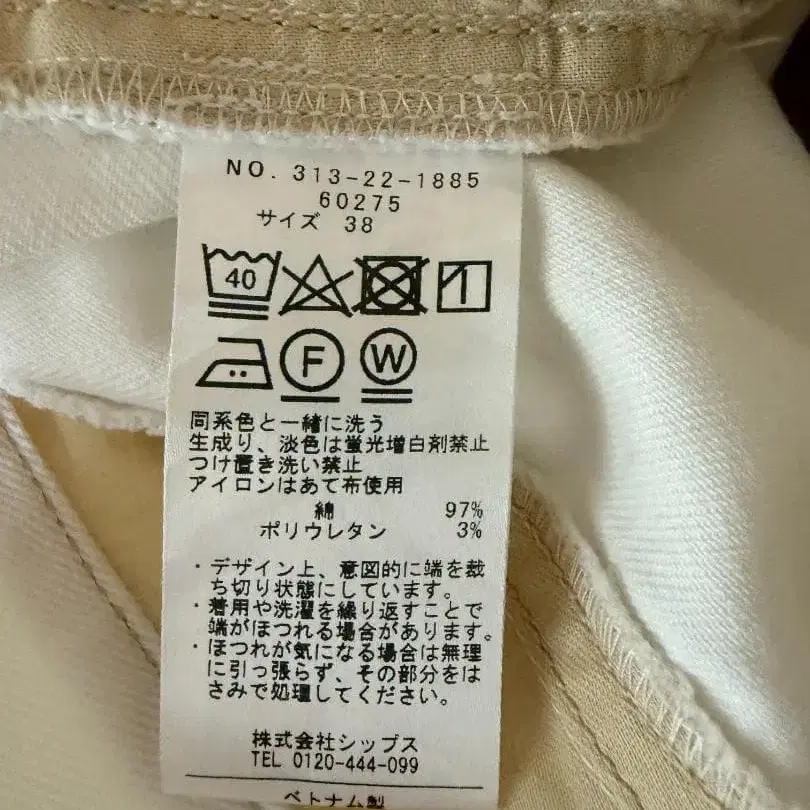 NO. 313-22-1885
60275
サイズ 38
40
F W
同系色と一緒に洗う
生成り、淡色は蛍光増白剤禁止
つけ置き洗い禁止
アイロンはあて布使用
綿 97%
ポリウレタン 3%
・デザイン上、意図的に端を裁
ち切り状態にしています。
・着用や洗濯を繰り返すことで
端がほつれる場合があります。
・ほつれが気になる場合は無理
に引っ張らず、その部分をは
さみで処理してください。
株式会社シップス
TEL 0120-444-099
ベトナム製